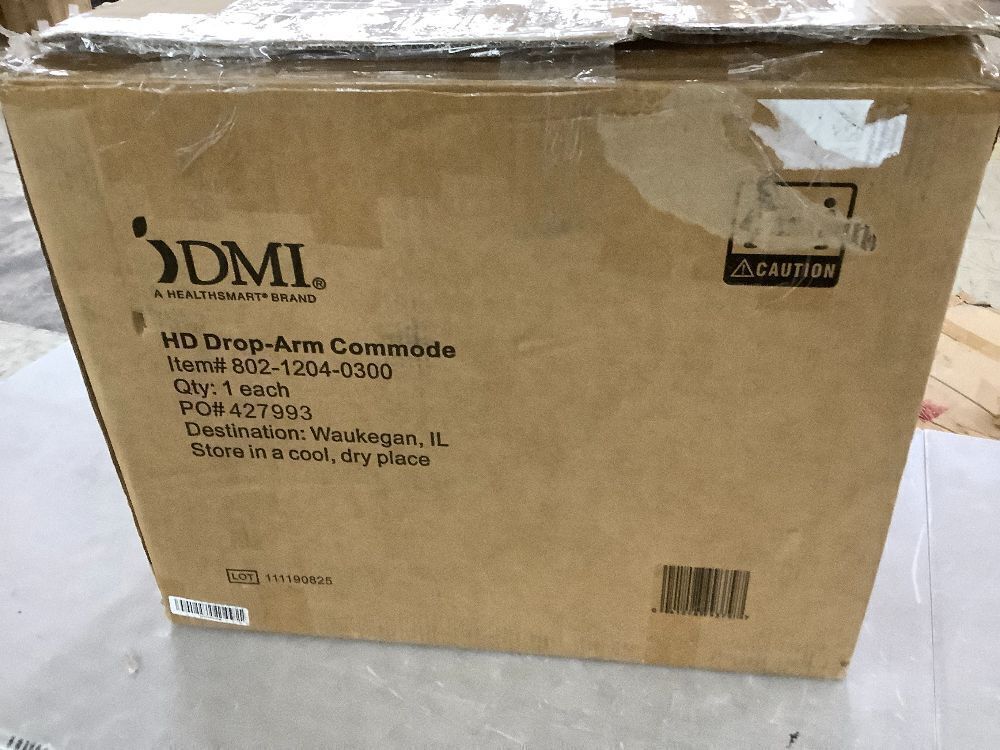 DMI®
A HEALTHSMART® BRAND
CAUTION
HD Drop-Arm Commode
Item# 802-1204-0300
Qty: 1 each
PO# 427993
Destination: Waukegan, IL
Store in a cool, dry place
LOT 111190825